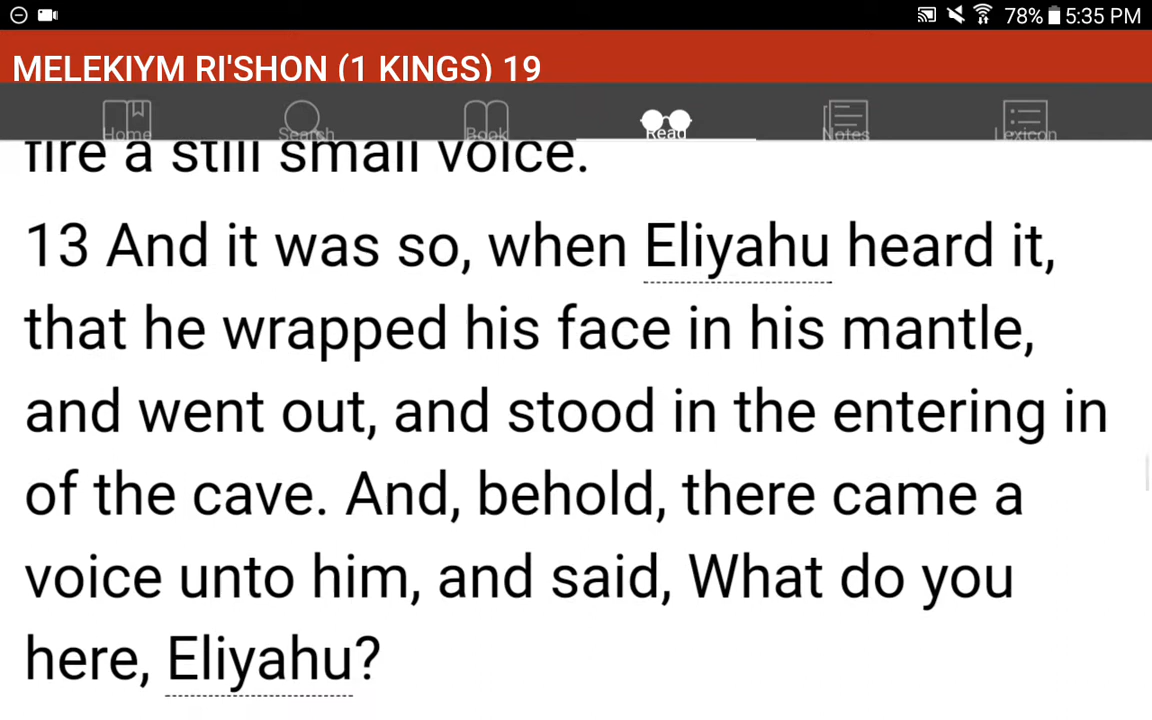 78% 5:35 PM
MELEKIYM RI'SHON (1 KINGS) 19
Home Search Book Read Notes Lexicon
fire a still small voice.
13 And it was so, when Eliyahu heard it,
that he wrapped his face in his mantle,
and went out, and stood in the entering in
of the cave. And, behold, there came a
voice unto him, and said, What do you
here, Eliyahu?